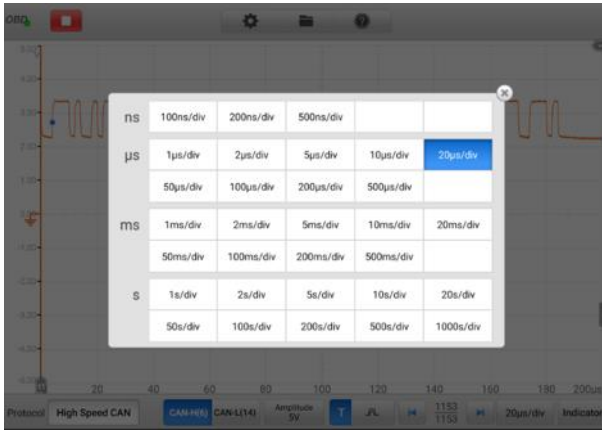 OBD
ns 100ns/div 200ns/div 500ns/div
µs 1µs/div 2µs/div 5µs/div 10µs/div 20µs/div
50µs/div 100µs/div 200µs/div 500µs/div
ms 1ms/div 2ms/div 5ms/div 10ms/div 20ms/div
50ms/div 100ms/div 200ms/div 500ms/div
s 1s/div 2s/div 5s/div 10s/div 20s/div
50s/div 100s/div 200s/div 500s/div 1000s/div
20 40 60 80 100 120 140 160 180 200us
Protocol High Speed CAN CAN-H(6) CAN-L(14) Amplitude 5V T 1153 1153 20µs/div Indicator